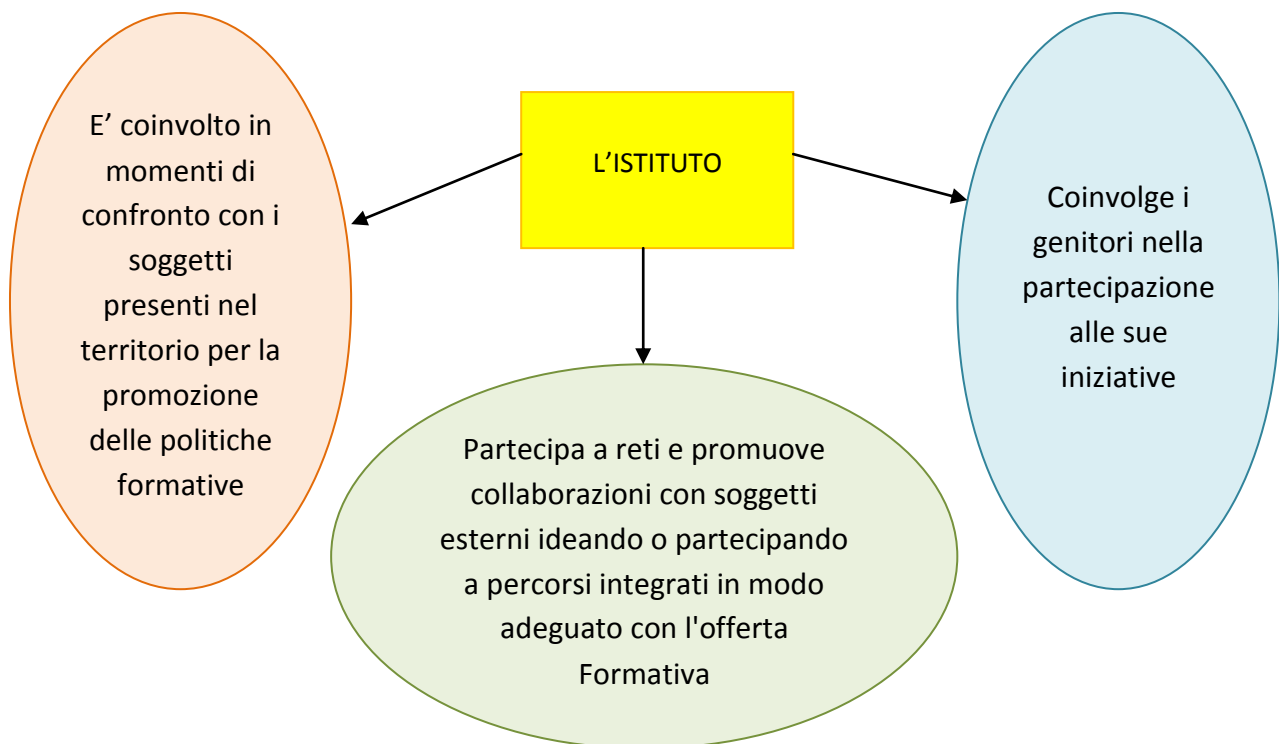 L’ISTITUTO
E’ coinvolto in
momenti di
confronto con i
soggetti
presenti nel
territorio per la
promozione
delle politiche
formative
Partecipa a reti e promuove
collaborazioni con soggetti
esterni ideando o partecipando
a percorsi integrati in modo
adeguato con l'offerta
Formativa
Coinvolge i
genitori nella
partecipazione
alle sue
iniziative